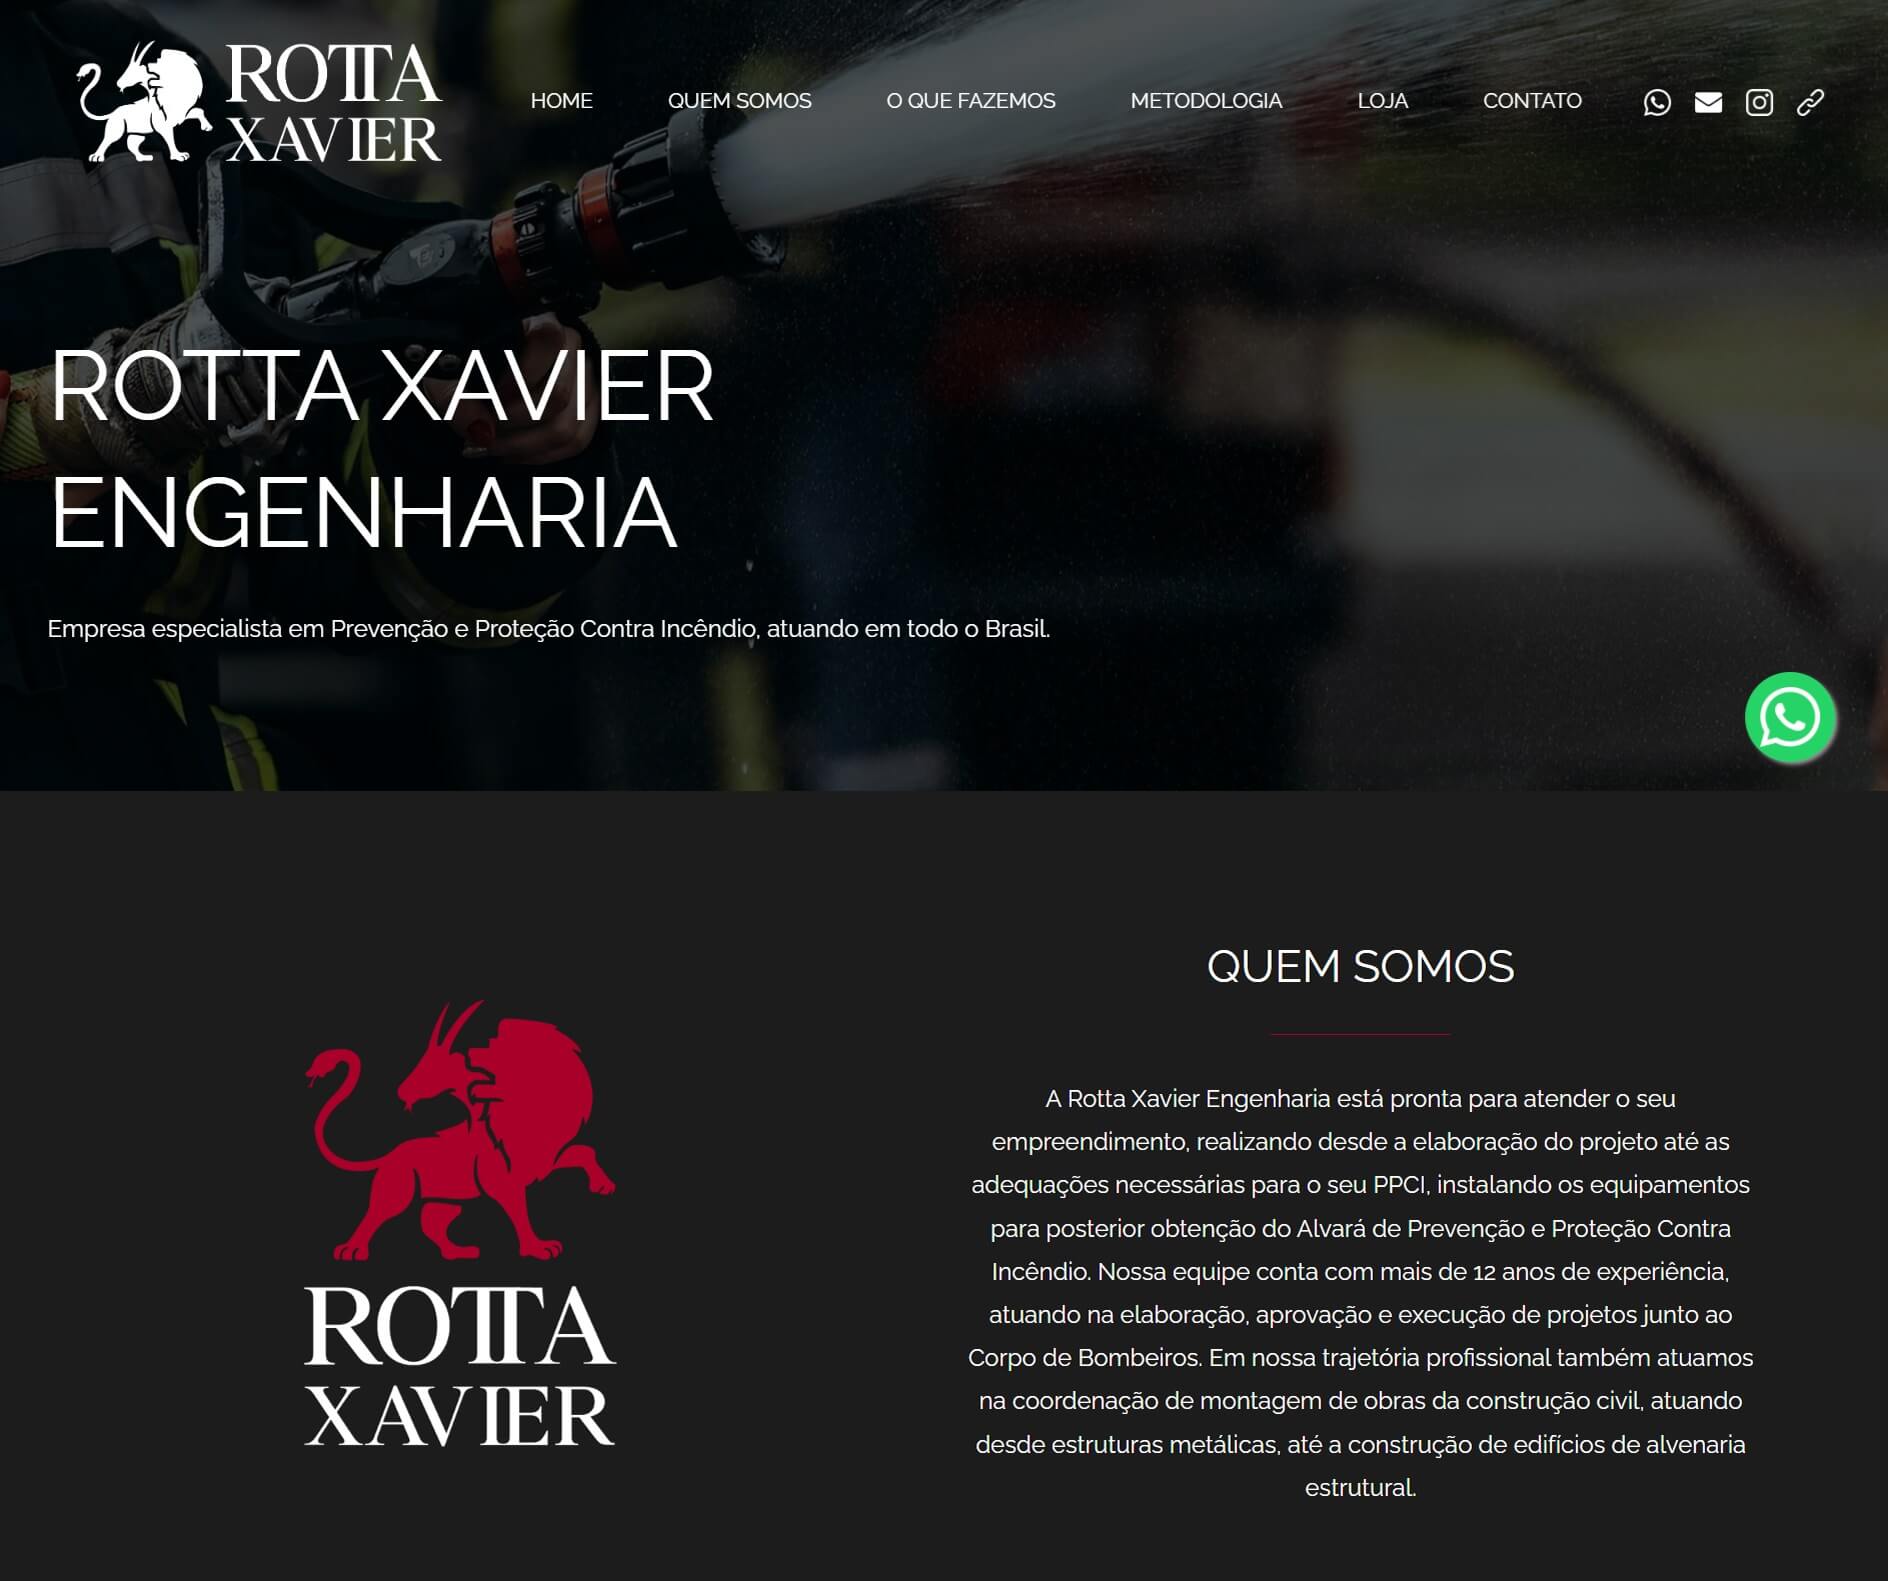 ROTTA
XAVIER
HOME QUEM SOMOS O QUE FAZEMOS METODOLOGIA LOJA CONTATO
ROTTA XAVIER
ENGENHARIA
Empresa especialista em Prevenção e Proteção Contra Incêndio, atuando em todo o Brasil.
QUEM SOMOS
A Rotta Xavier Engenharia está pronta para atender o seu
empreendimento, realizando desde a elaboração do projeto até as
adequações necessárias para o seu PPCI, instalando os equipamentos
para posterior obtenção do Alvará de Prevenção e Proteção Contra
Incêndio. Nossa equipe conta com mais de 12 anos de experiência,
atuando na elaboração, aprovação e execução de projetos junto ao
Corpo de Bombeiros. Em nossa trajetória profissional também atuamos
na coordenação de montagem de obras da construção civil, atuando
desde estruturas metálicas, até a construção de edifícios de alvenaria
estrutural.
ROTTA
XAVIER